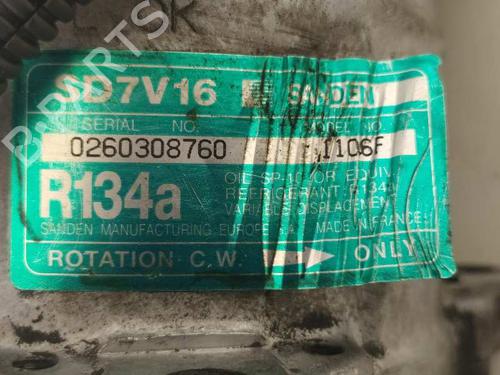 SD7V16 SANDEN
SERIAL NO. MODEL NO.
0260308760 1106F
R134a
OIL SP-10 OR EQUIV.
REFRIGERANT: R134a
VARIABLE DISPLACEMENT
SANDEN MANUFACTURING EUROPE S.A. MADE IN FRANCE
ROTATION C.W. ONLY
B-PARTS